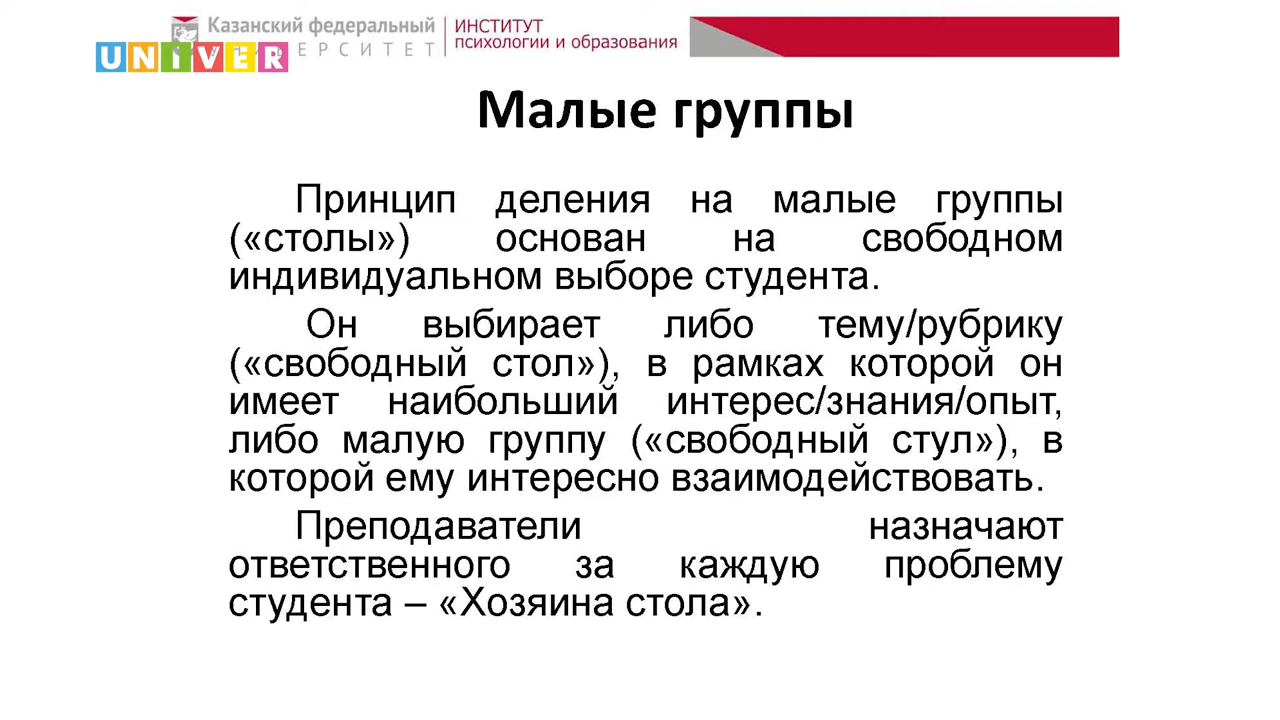 Казанский федеральный
ЕРСИТЕТ
ИНСТИТУТ
психологии и образования
UNIVER
Малые группы
Принцип деления на малые группы
(«столы») основан на свободном
индивидуальном выборе студента.
Он выбирает либо тему/рубрику
(«свободный стол»), в рамках которой он
имеет наибольший интерес/знания/опыт,
либо малую группу («свободный стул»), в
которой ему интересно взаимодействовать.
Преподаватели назначают
ответственного за каждую проблему
студента – «Хозяина стола».